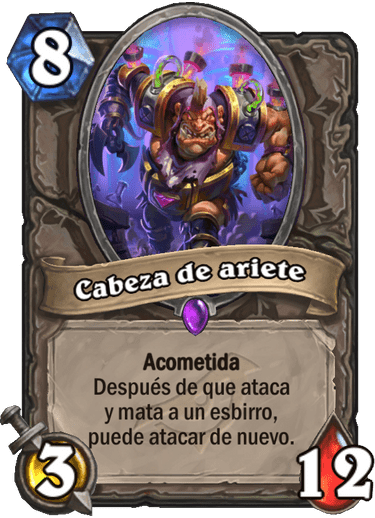 8
Cabeza de ariete
Acometida
Después de que ataca
y mata a un esbirro,
puede atacar de nuevo.
3
12